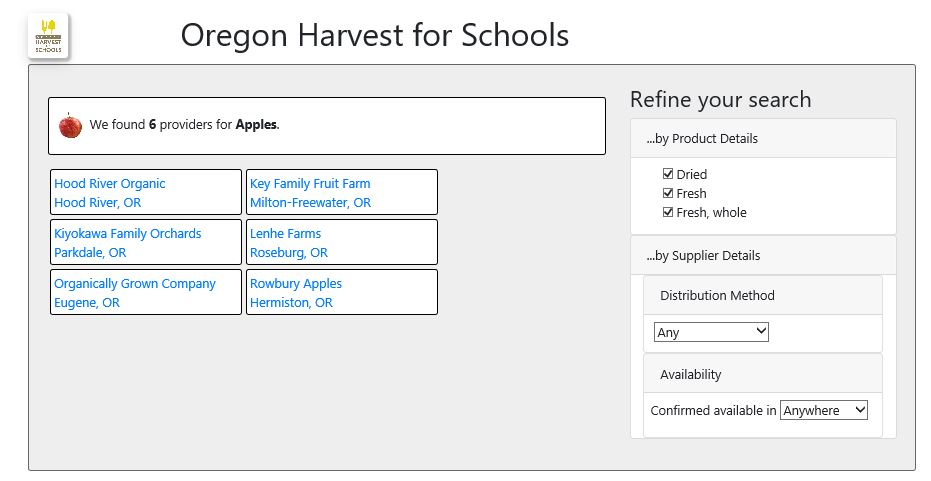 HARVEST
SCHOOLS
Oregon Harvest for Schools
We found 6 providers for Apples.
Hood River Organic
Hood River, OR
Key Family Fruit Farm
Milton-Freewater, OR
Kiyokawa Family Orchards
Parkdale, OR
Lenhe Farms
Roseburg, OR
Organically Grown Company
Eugene, OR
Rowbury Apples
Hermiston, OR
Refine your search
...by Product Details
Dried
Fresh
Fresh, whole
...by Supplier Details
Distribution Method
Any
Availability
Confirmed available in Anywhere